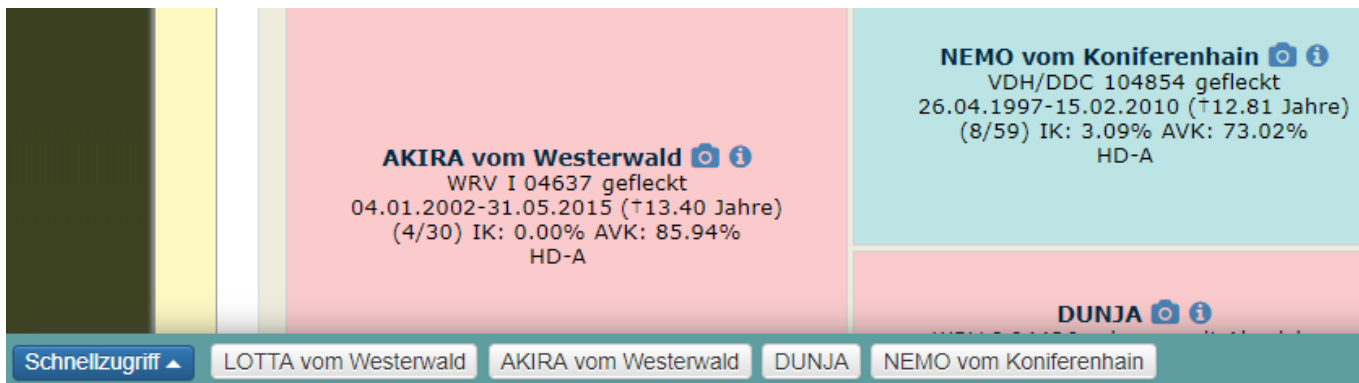 NEMO vom Koniferenhain
VDH/DDC 104854 gefleckt
26.04.1997-15.02.2010 (†12.81 Jahre)
(8/59) IK: 3.09% AVK: 73.02%
HD-A
AKIRA vom Westerwald
WRV I 04637 gefleckt
04.01.2002-31.05.2015 (†13.40 Jahre)
(4/30) IK: 0.00% AVK: 85.94%
HD-A
DUNJA
Schnellzugriff
LOTTA vom Westerwald
AKIRA vom Westerwald
DUNJA
NEMO vom Koniferenhain